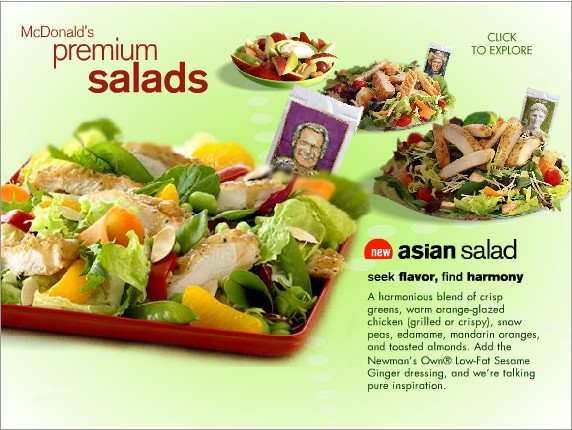 McDonald's
premium
salads
CLICK
TO EXPLORE
new asian salad
seek flavor, find harmony
A harmonious blend of crisp
greens, warm orange-glazed
chicken (grilled or crispy), snow
peas, edamame, mandarin oranges,
and toasted almonds. Add the
Newman's Own® Low-Fat Sesame
Ginger dressing, and we're talking
pure inspiration.